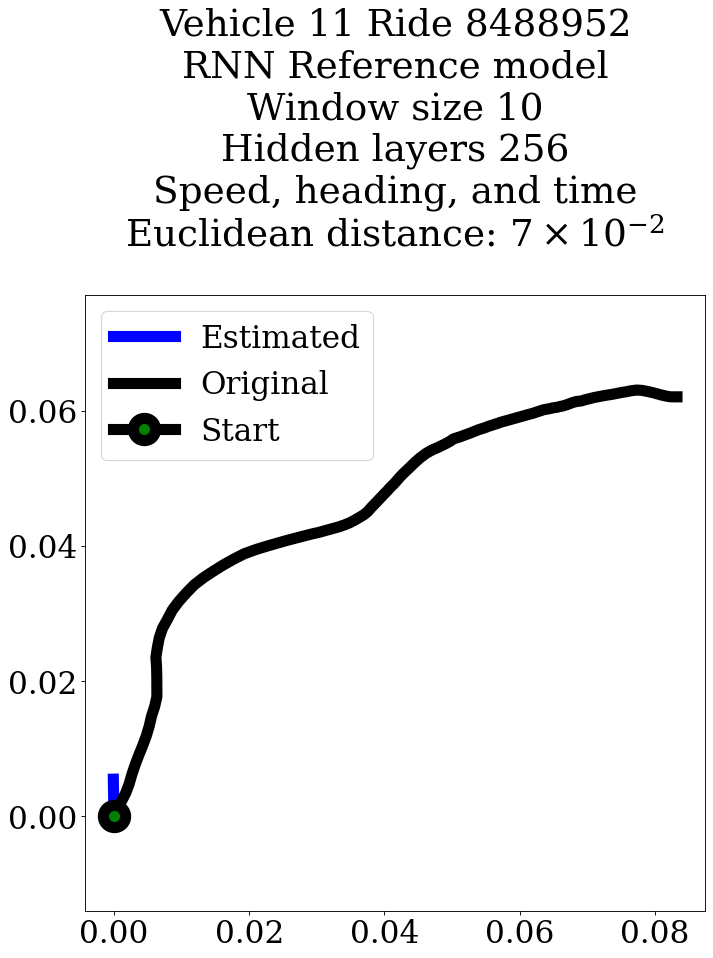 Vehicle 11 Ride 8488952
RNN Reference model
Window size 10
Hidden layers 256
Speed, heading, and time
Euclidean distance: 7 × 10⁻²
Estimated
Original
Start
0.06
0.04
0.02
0.00
0.00 0.02 0.04 0.06 0.08